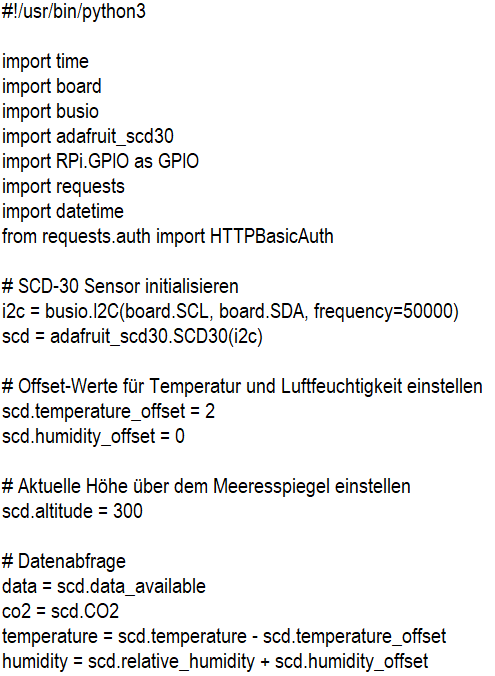 #!/usr/bin/python3

import time
import board
import busio
import adafruit_scd30
import RPi.GPIO as GPIO
import requests
import datetime
from requests.auth import HTTPBasicAuth

# SCD-30 Sensor initialisieren
i2c = busio.I2C(board.SCL, board.SDA, frequency=50000)
scd = adafruit_scd30.SCD30(i2c)

# Offset-Werte für Temperatur und Luftfeuchtigkeit einstellen
scd.temperature_offset = 2
scd.humidity_offset = 0

# Aktuelle Höhe über dem Meeresspiegel einstellen
scd.altitude = 300

# Datenabfrage
data = scd.data_available
co2 = scd.CO2
temperature = scd.temperature - scd.temperature_offset
humidity = scd.relative_humidity + scd.humidity_offset